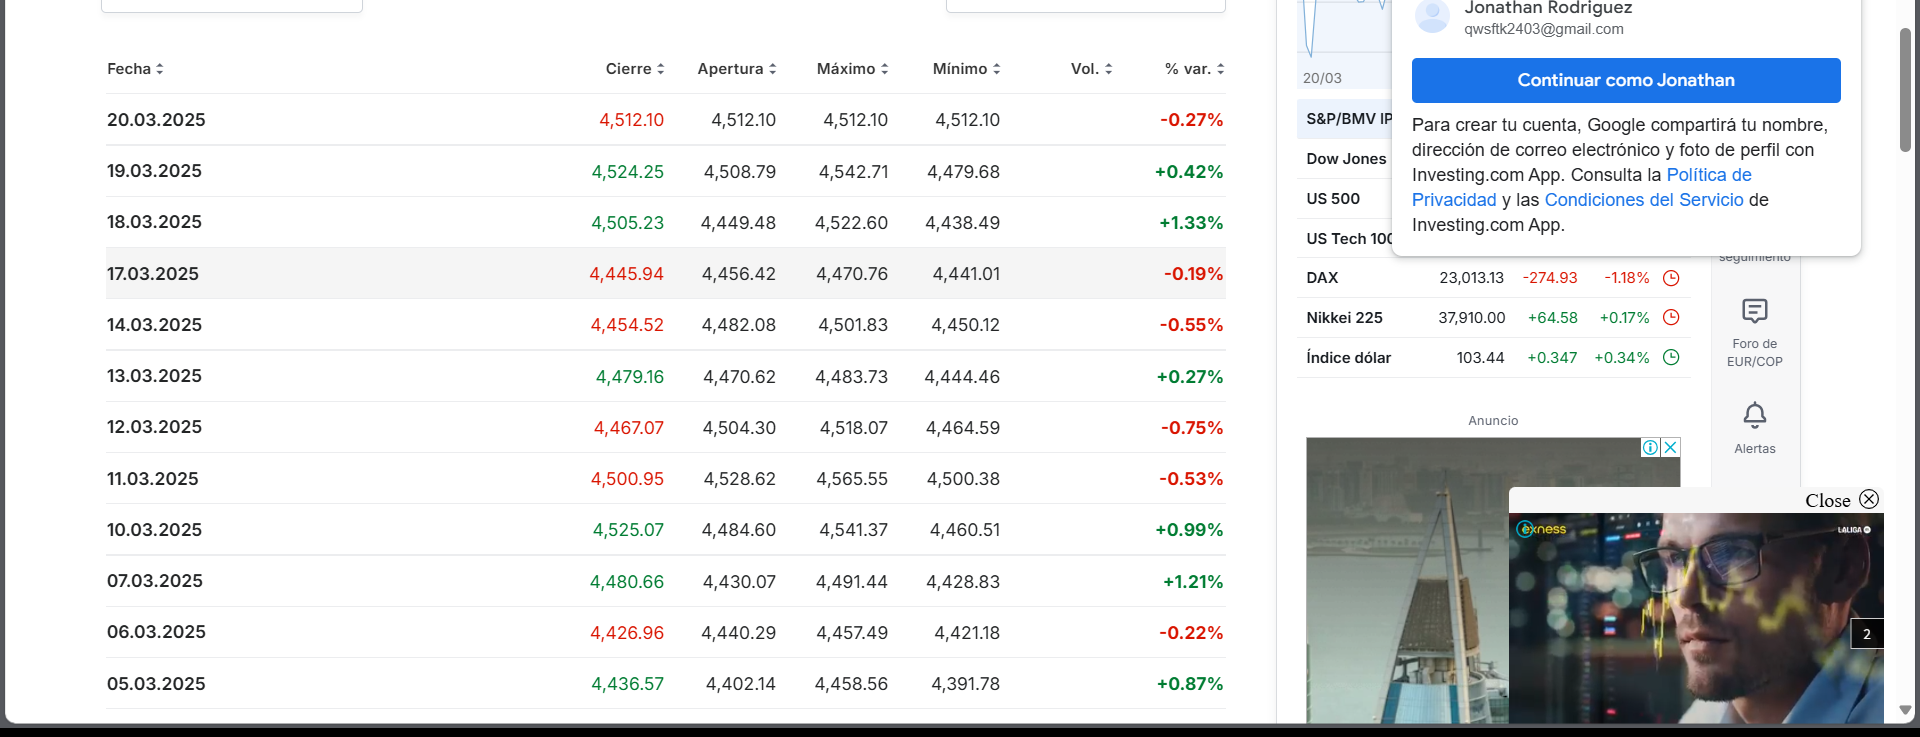 Fecha Cierre Apertura Máximo Mínimo Vol. % var.
20.03.2025 4,512.10 4,512.10 4,512.10 4,512.10 -0.27%
19.03.2025 4,524.25 4,508.79 4,542.71 4,479.68 +0.42%
18.03.2025 4,505.23 4,449.48 4,522.60 4,438.49 +1.33%
17.03.2025 4,445.94 4,456.42 4,470.76 4,441.01 -0.19%
14.03.2025 4,454.52 4,482.08 4,501.83 4,450.12 -0.55%
13.03.2025 4,479.16 4,470.62 4,483.73 4,444.46 +0.27%
12.03.2025 4,467.07 4,504.30 4,518.07 4,464.59 -0.75%
11.03.2025 4,500.95 4,528.62 4,565.55 4,500.38 -0.53%
10.03.2025 4,525.07 4,484.60 4,541.37 4,460.51 +0.99%
07.03.2025 4,480.66 4,430.07 4,491.44 4,428.83 +1.21%
06.03.2025 4,426.96 4,440.29 4,457.49 4,421.18 -0.22%
05.03.2025 4,436.57 4,402.14 4,458.56 4,391.78 +0.87%
20/03
S&P/BMV IP
Dow Jones
US 500
US Tech 100
DAX 23,013.13 -274.93 -1.18%
Nikkei 225 37,910.00 +64.58 +0.17%
Índice dólar 103.44 +0.347 +0.34%
Jonathan Rodriguez
qwsftk2403@gmail.com
Continuar como Jonathan
Para crear tu cuenta, Google compartirá tu nombre,
dirección de correo electrónico y foto de perfil con
Investing.com App. Consulta la Política de
Privacidad y las Condiciones del Servicio de
Investing.com App.
seguimiento
Foro de
EUR/COP
Alertas
Anuncio
Close
exness
LALIGA
2